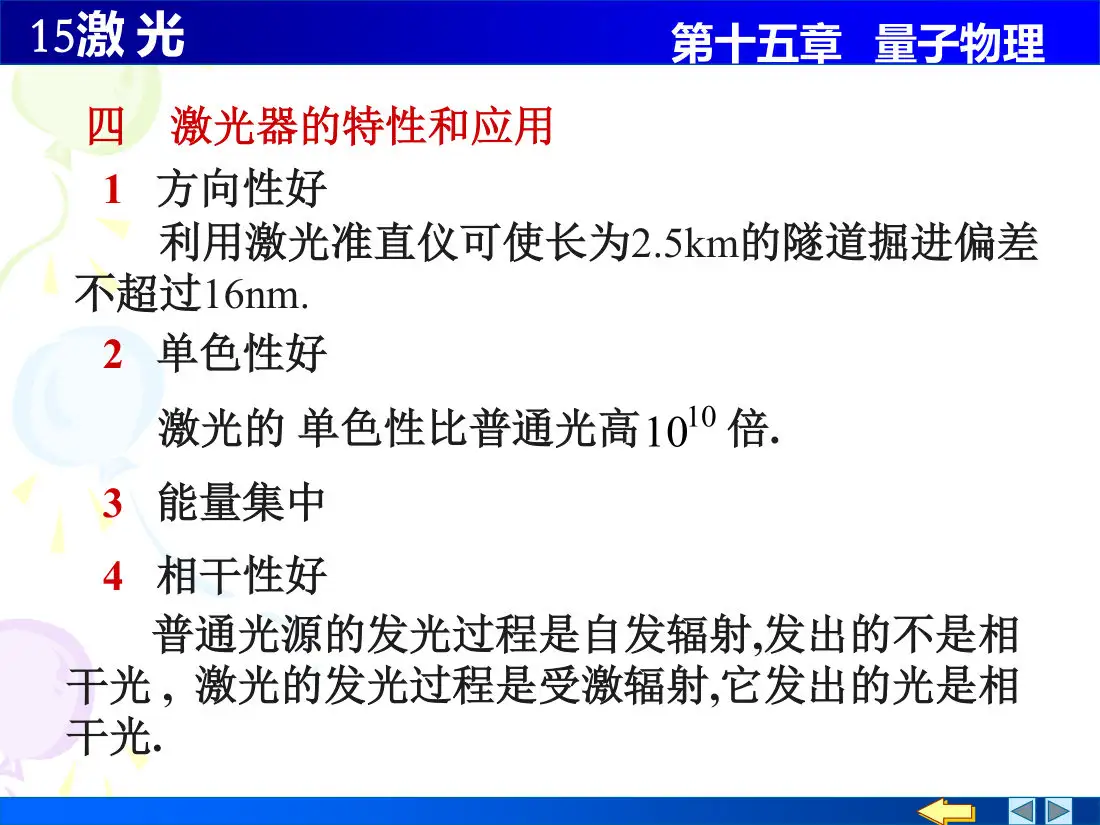 15激 光
第十五章 量子物理
四 激光器的特性和应用
1 方向性好
利用激光准直仪可使长为2.5km的隧道掘进偏差
不超过16nm.
2 单色性好
激光的 单色性比普通光高10^10 倍.
3 能量集中
4 相干性好
普通光源的发光过程是自发辐射,发出的不是相
干光 , 激光的发光过程是受激辐射,它发出的光是相
干光.